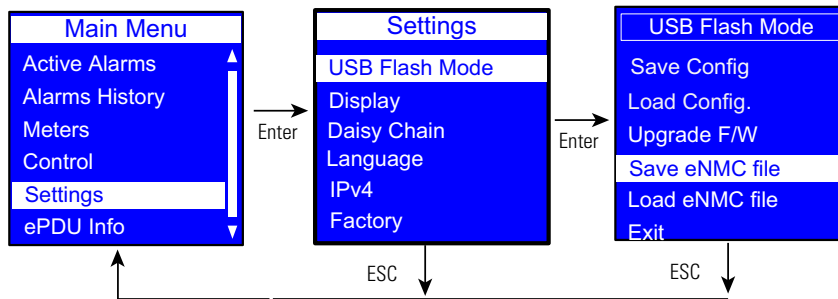 Main Menu
Active Alarms
Alarms History
Meters
Control
Settings
ePDU Info
Enter
Settings
USB Flash Mode
Display
Daisy Chain
Language
IPv4
Factory
Enter
USB Flash Mode
Save Config
Load Config.
Upgrade F/W
Save eNMC file
Load eNMC file
Exit
ESC
ESC